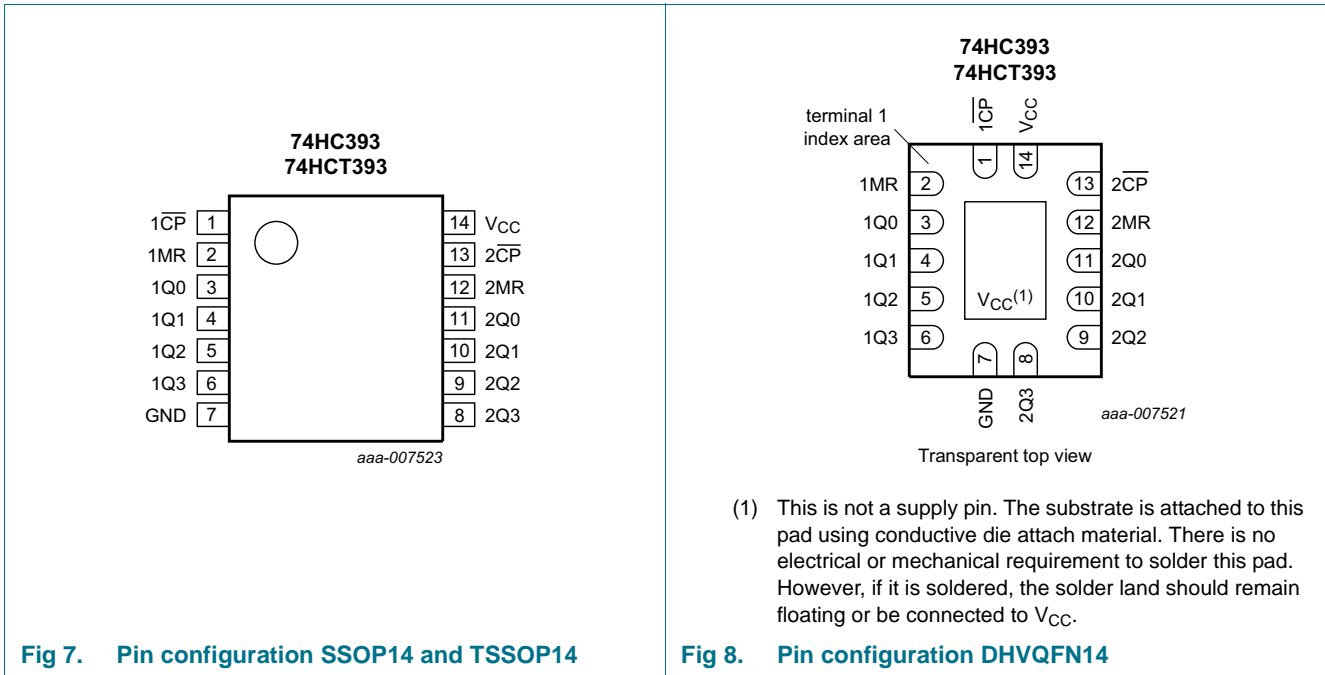 74HC393
74HCT393
1C̅P̅ 1
1MR 2
1Q0 3
1Q1 4
1Q2 5
1Q3 6
GND 7
14 VCC
13 2C̅P̅
12 2MR
11 2Q0
10 2Q1
9 2Q2
8 2Q3
aaa-007523
Fig 7. Pin configuration SSOP14 and TSSOP14
74HC393
74HCT393
terminal 1
index area
1̅C̅P
VCC
1
14
1MR 2
1Q0 3
1Q1 4
1Q2 5
1Q3 6
13 2C̅P̅
12 2MR
11 2Q0
10 2Q1
9 2Q2
VCC(1)
7
8
GND
2Q3
aaa-007521
Transparent top view
(1) This is not a supply pin. The substrate is attached to this
pad using conductive die attach material. There is no
electrical or mechanical requirement to solder this pad.
However, if it is soldered, the solder land should remain
floating or be connected to VCC.
Fig 8. Pin configuration DHVQFN14